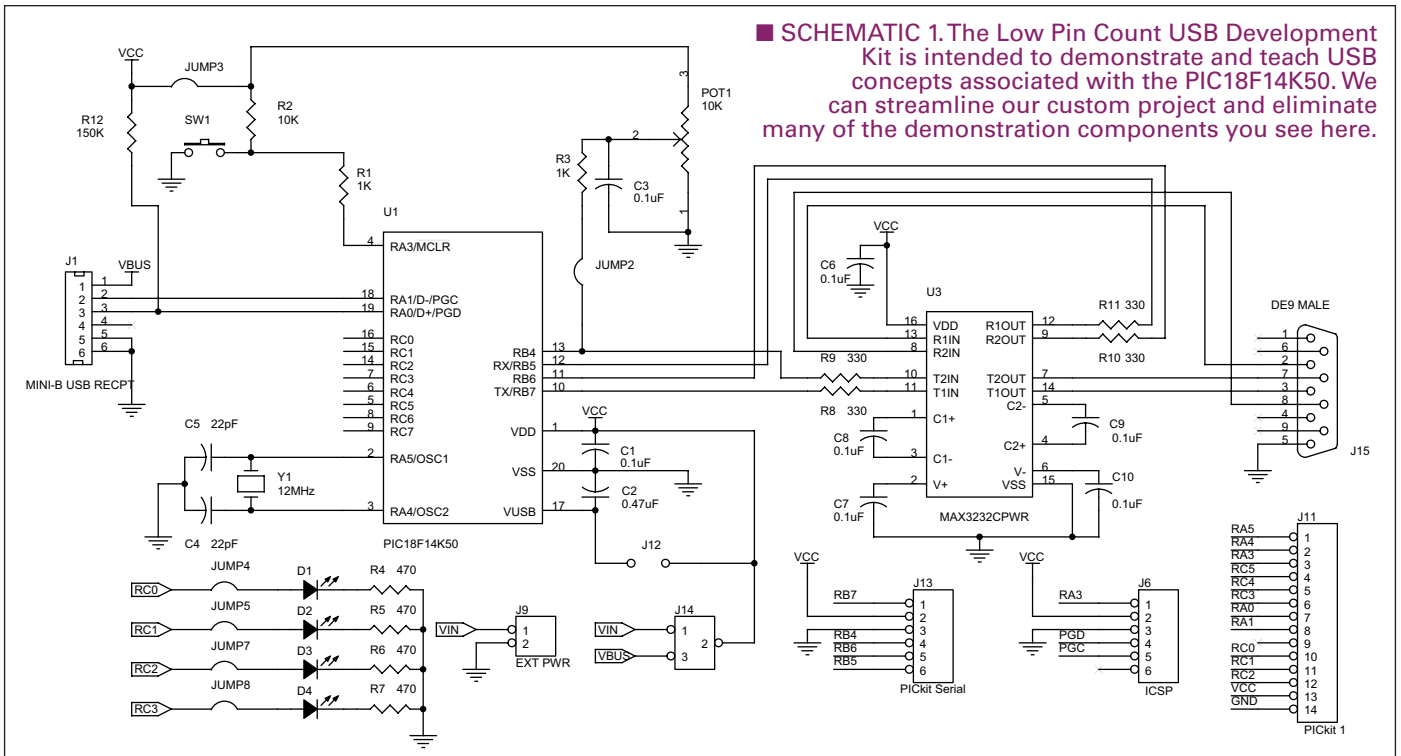 ■ SCHEMATIC 1. The Low Pin Count USB Development
Kit is intended to demonstrate and teach USB
concepts associated with the PIC18F14K50. We
can streamline our custom project and eliminate
many of the demonstration components you see here.
VCC
JUMP3
R12
150K
SW1
R2
10K
R1
1K
3
POT1
10K
2
1
R3
1K
C3
0.1uF
JUMP2
J1
VBUS
1 1
2 2
3 3
4 4
5 5
6 6
MINI-B USB RECPT
U1
4 RA3/MCLR
18 RA1/D-/PGC
19 RA0/D+/PGD
16 RC0
15 RC1
14 RC2
7 RC3
6 RC4
5 RC5
8 RC6
9 RC7
2 RA5/OSC1
3 RA4/OSC2
RB4 13
RX/RB5 12
RB6 11
TX/RB7 10
VDD 1
VSS 20
VUSB 17
PIC18F14K50
C5 22pF
Y1
12MHz
C4 22pF
VCC
C1
0.1uF
C2
0.47uF
J12
VCC
C6
0.1uF
U3
16 VDD
13 R1IN
8 R2IN
10 T2IN
11 T1IN
1 C1+
3 C1-
2 V+
R1OUT 12
R2OUT 9
T2OUT 7
T1OUT 14
C2- 5
C2+ 4
V- 6
VSS 15
MAX3232CPWR
R11 330
R10 330
R9 330
R8 330
C8
0.1uF
C7
0.1uF
C9
0.1uF
C10
0.1uF
DE9 MALE
1
6
2
7
3
8
4
9
5
J15
RC0 JUMP4 D1 R4 470
RC1 JUMP5 D2 R5 470
RC2 JUMP7 D3 R6 470
RC3 JUMP8 D4 R7 470
J9
VIN 1
2
EXT PWR
J14
VIN 1
2
VBUS 3
VCC
J13
RB7 1
2
3
RB4 4
RB6 5
RB5 6
PICkit Serial
VCC
J6
RA3 1
2
3
PGD 4
PGC 5
6
ICSP
J11
RA5 1
RA4 2
RA3 3
RC5 4
RC4 5
RC3 6
RA0 7
RA1 8
9
RC0 10
RC1 11
RC2 12
VCC 13
GND 14
PICkit 1